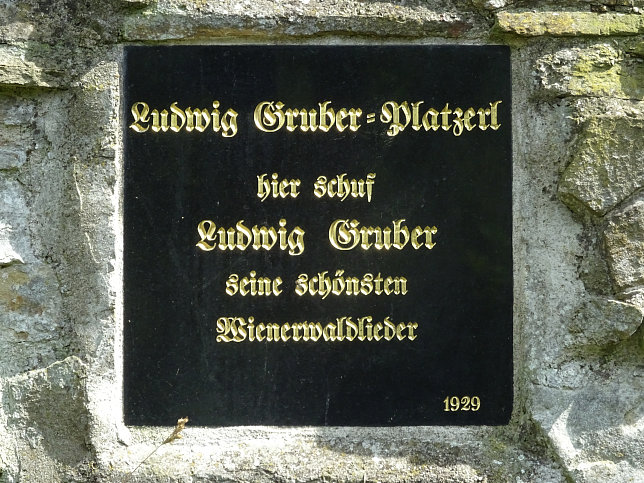 Ludwig Gruber=Platzerl
hier schuf
Ludwig Gruber
seine schönsten
Wienerwaldlieder
1929